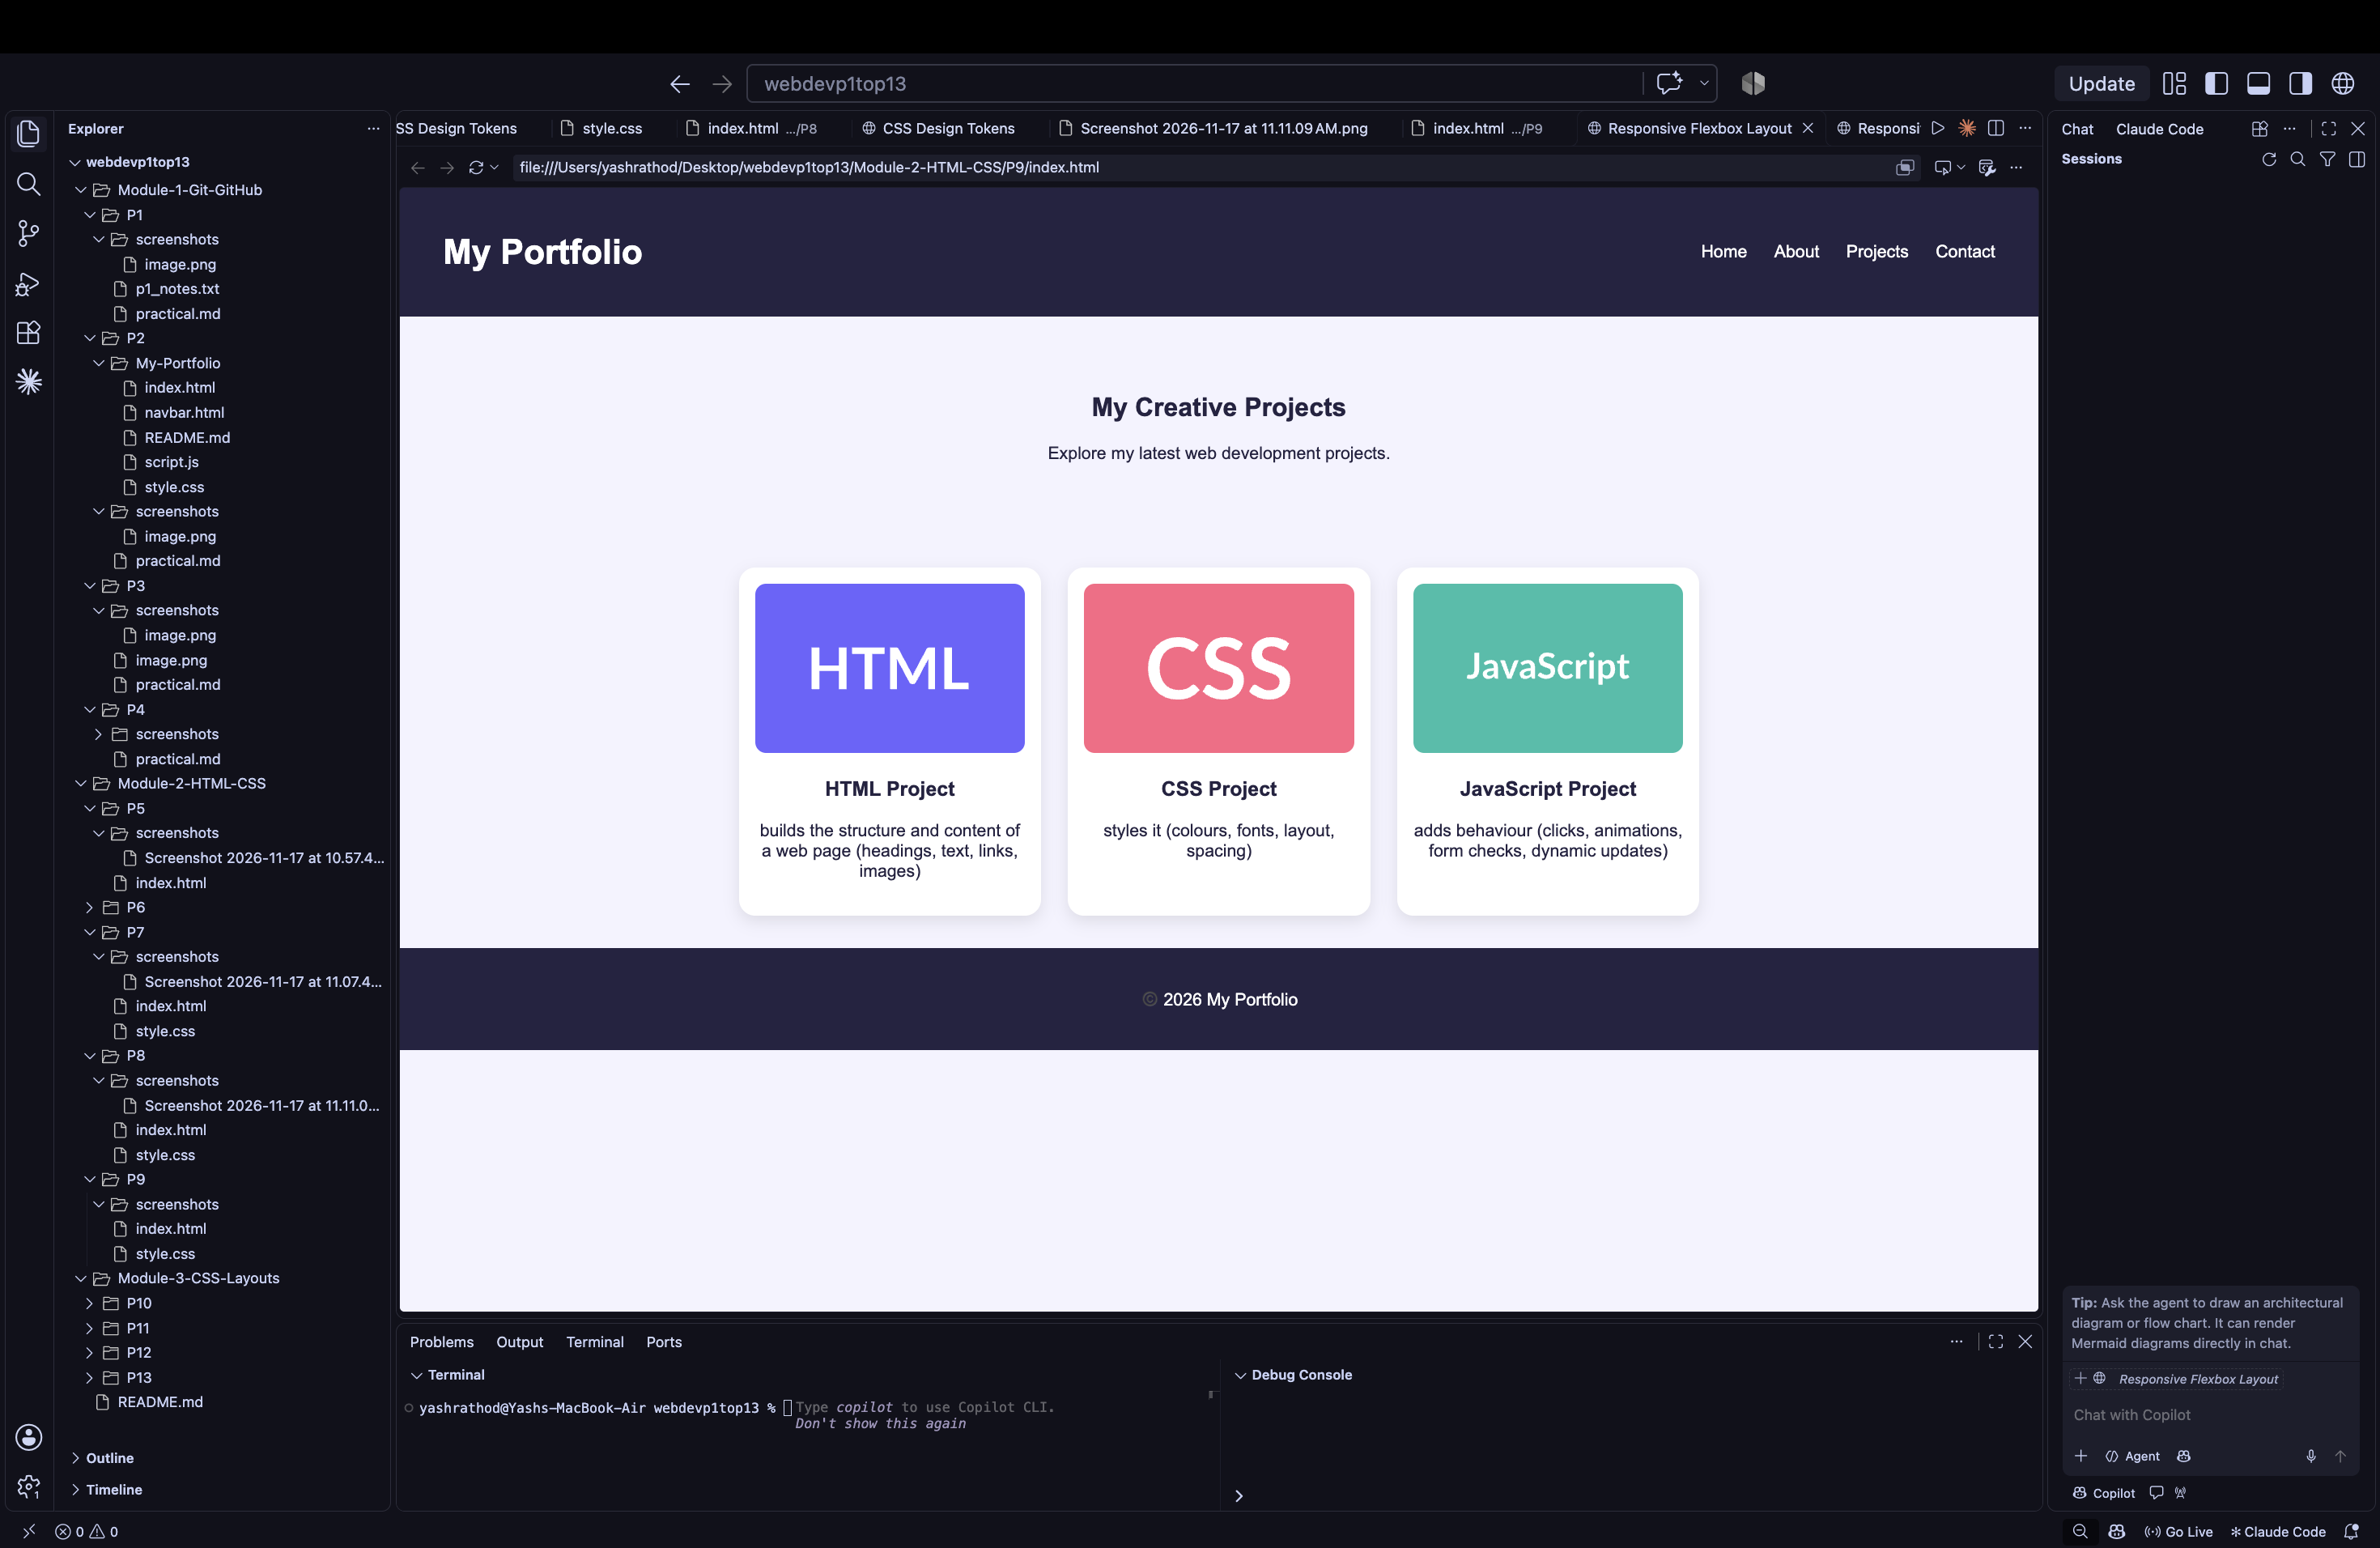 webdevp1top13
Update
Explorer
webdevp1top13
Module-1-Git-GitHub
P1
screenshots
image.png
p1_notes.txt
practical.md
P2
My-Portfolio
index.html
navbar.html
README.md
script.js
style.css
screenshots
image.png
practical.md
P3
screenshots
image.png
image.png
practical.md
P4
screenshots
practical.md
Module-2-HTML-CSS
P5
screenshots
Screenshot 2026-11-17 at 10.57.4...
index.html
P6
P7
screenshots
Screenshot 2026-11-17 at 11.07.4...
index.html
style.css
P8
screenshots
Screenshot 2026-11-17 at 11.11.0...
index.html
style.css
P9
screenshots
index.html
style.css
Module-3-CSS-Layouts
P10
P11
P12
P13
README.md
Outline
Timeline
SS Design Tokens style.css index.html .../P8 CSS Design Tokens Screenshot 2026-11-17 at 11.11.09 AM.png index.html .../P9 Responsive Flexbox Layout Responsi
file:///Users/yashrathod/Desktop/webdevp1top13/Module-2-HTML-CSS/P9/index.html
My Portfolio
Home About Projects Contact
My Creative Projects
Explore my latest web development projects.
HTML
HTML Project
builds the structure and content of
a web page (headings, text, links,
images)
CSS
CSS Project
styles it (colours, fonts, layout,
spacing)
JavaScript
JavaScript Project
adds behaviour (clicks, animations,
form checks, dynamic updates)
© 2026 My Portfolio
Problems Output Terminal Ports
Terminal
yashrathod@Yashs-MacBook-Air webdevp1top13 % Type copilot to use Copilot CLI.
Don't show this again
Debug Console
Chat Claude Code
Sessions
Tip: Ask the agent to draw an architectural
diagram or flow chart. It can render
Mermaid diagrams directly in chat.
Responsive Flexbox Layout
Chat with Copilot
Agent
Copilot
0 0
Go Live Claude Code